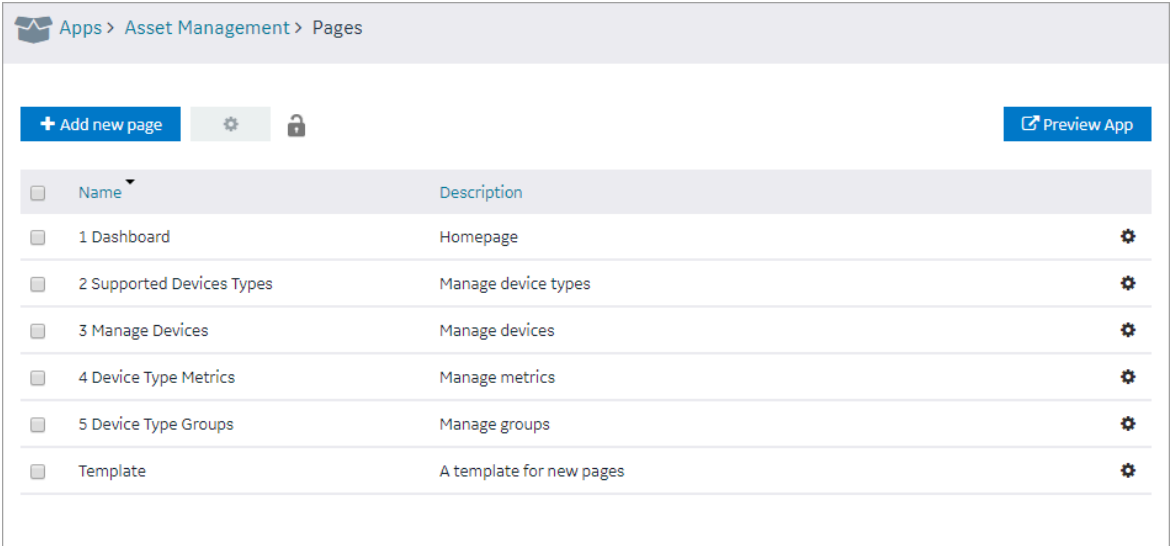 Apps > Asset Management > Pages
Add new page
Preview App
Name Description
1 Dashboard Homepage
2 Supported Devices Types Manage device types
3 Manage Devices Manage devices
4 Device Type Metrics Manage metrics
5 Device Type Groups Manage groups
Template A template for new pages